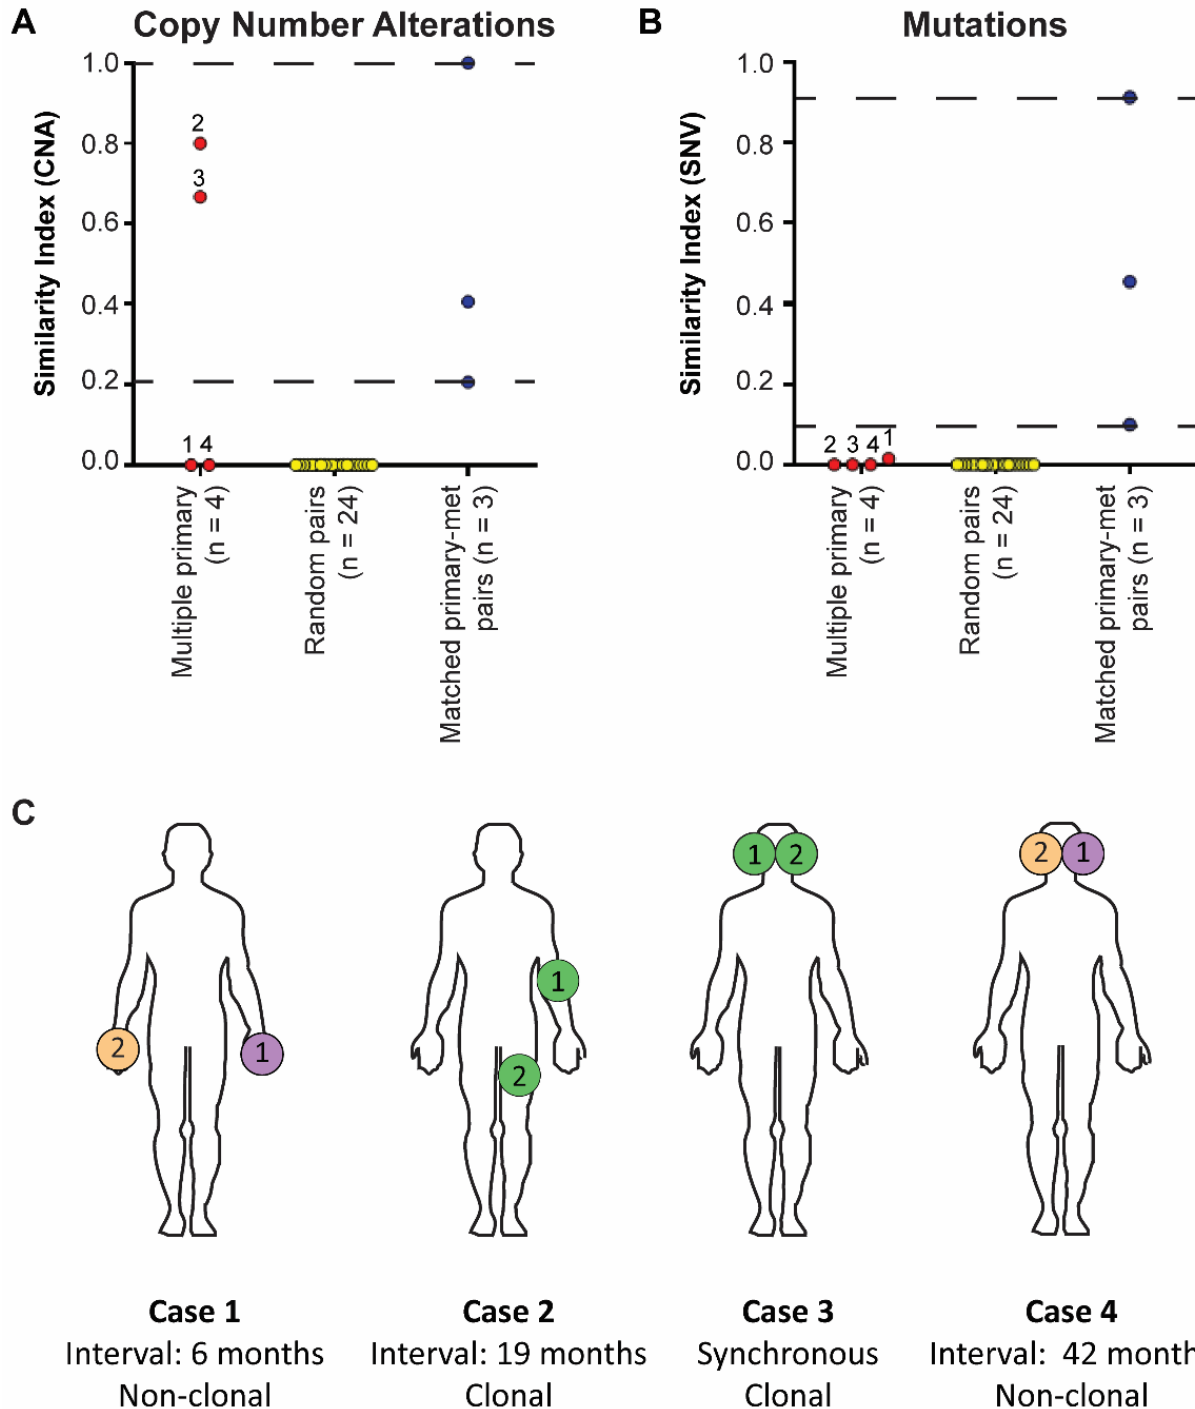 A
Copy Number Alterations
Similarity Index (CNA)
1.0
0.8
0.6
0.4
0.2
0.0
2
3
1 4
Multiple primary
(n = 4)
Random pairs
(n = 24)
Matched primary-met
pairs (n = 3)
B
Mutations
Similarity Index (SNV)
1.0
0.8
0.6
0.4
0.2
0.0
2 3 4 1
Multiple primary
(n = 4)
Random pairs
(n = 24)
Matched primary-met
pairs (n = 3)
C
2 1
1
2
1 2
2 1
Case 1
Interval: 6 months
Non-clonal
Case 2
Interval: 19 months
Clonal
Case 3
Synchronous
Clonal
Case 4
Interval: 42 month
Non-clonal